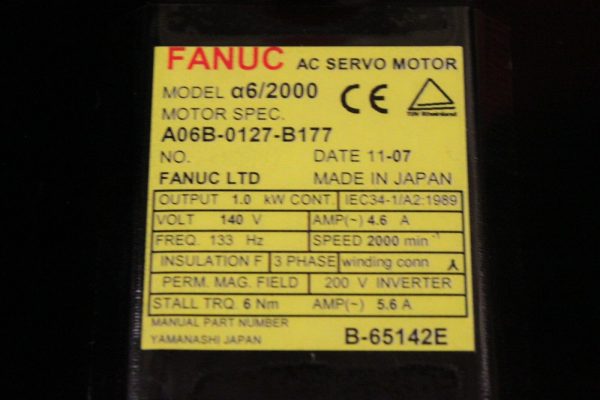 FANUC AC SERVO MOTOR
MODEL α6/2000
CE
TÜV Rheinland
MOTOR SPEC.
A06B-0127-B177
NO. DATE 11-07
FANUC LTD MADE IN JAPAN
OUTPUT 1.0 kW CONT. IEC34-1/A2:1989
VOLT 140 V AMP(~) 4.6 A
FREQ. 133 Hz SPEED 2000 min⁻¹
INSULATION F 3 PHASE winding conn
PERM. MAG. FIELD 200 V INVERTER
STALL TRQ. 6 Nm AMP(~) 5.6 A
MANUAL PART NUMBER
YAMANASHI JAPAN B-65142E